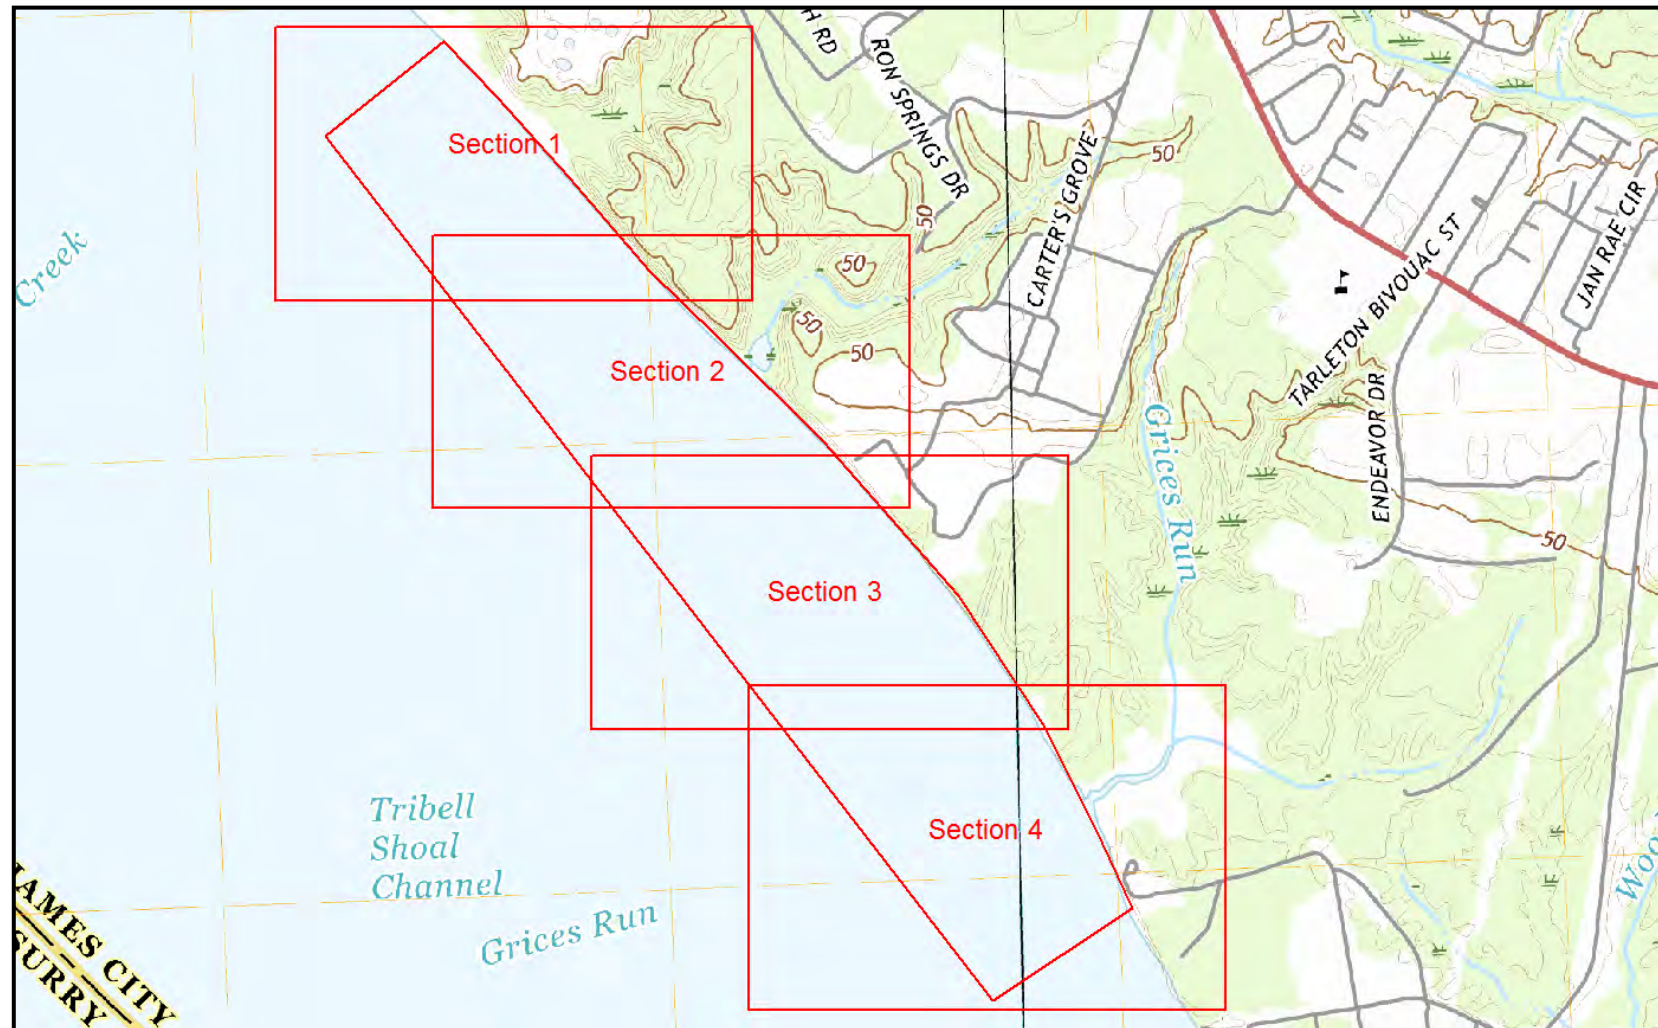 RD
RON SPRINGS DR
Section 1
50
CARTER'S GROVE
50
JAN RAE CIR
Creek
50
TARLETON BIVOUAC ST
50
50
Section 2
ENDEAVOR DR
Grices Run
50
Section 3
Tribell
Shoal
Channel
Section 4
Grices Run
JAMES CITY
SURRY